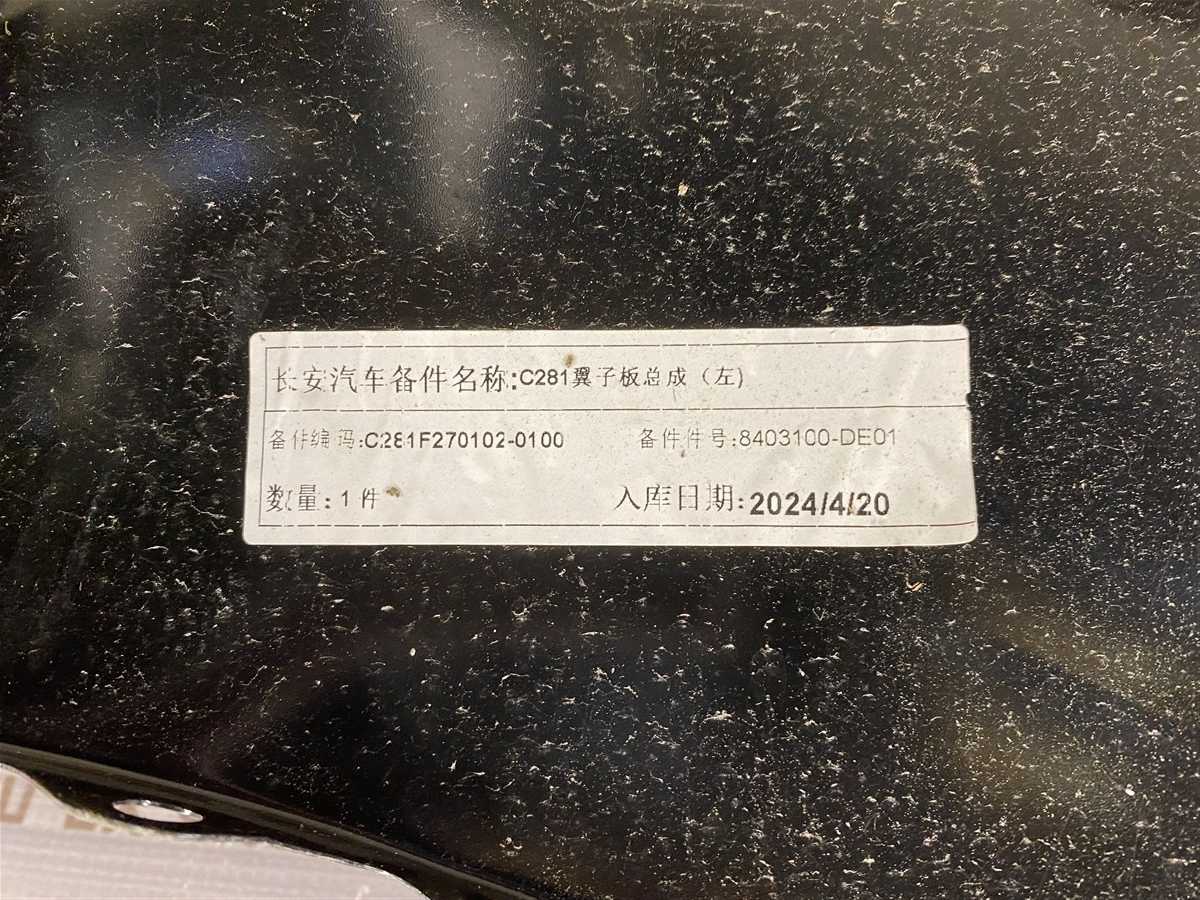 长安汽车备件名称:C281翼子板总成（左)
备件编码:C281F270102-0100 备件件号:8403100-DE01
数量:1件 入库日期:2024/4/20